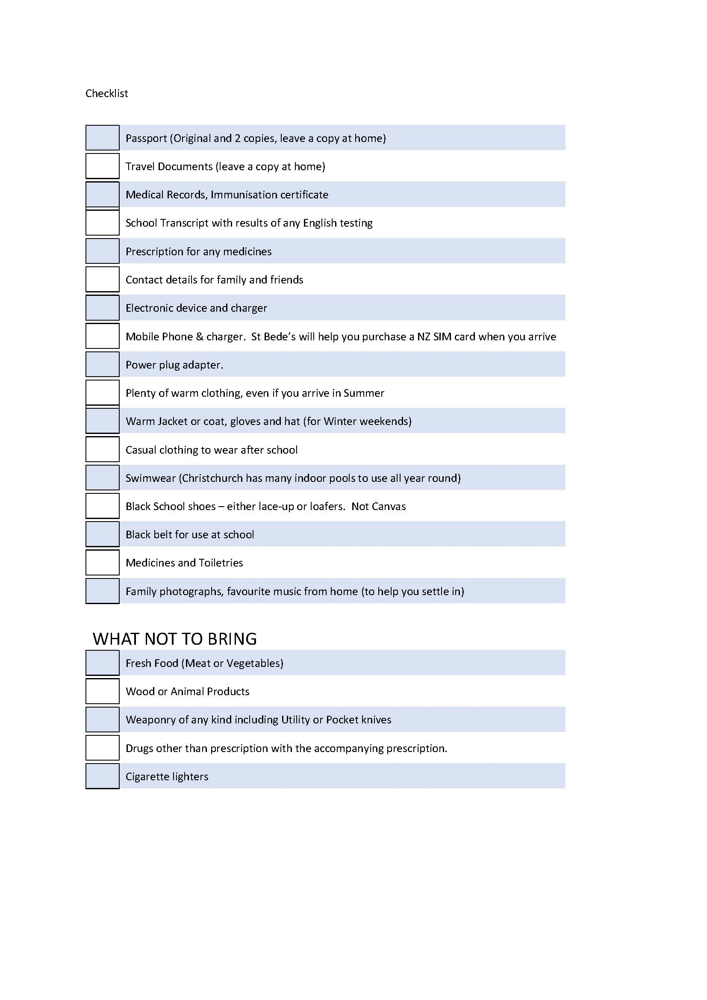 Checklist
Passport (Original and 2 copies, leave a copy at home)
Travel Documents (leave a copy at home)
Medical Records, Immunisation certificate
School Transcript with results of any English testing
Prescription for any medicines
Contact details for family and friends
Electronic device and charger
Mobile Phone & charger.  St Bede’s will help you purchase a NZ SIM card when you arrive
Power plug adapter.
Plenty of warm clothing, even if you arrive in Summer
Warm Jacket or coat, gloves and hat (for Winter weekends)
Casual clothing to wear after school
Swimwear (Christchurch has many indoor pools to use all year round)
Black School shoes – either lace-up or loafers.  Not Canvas
Black belt for use at school
Medicines and Toiletries
Family photographs, favourite music from home (to help you settle in)
WHAT NOT TO BRING
Fresh Food (Meat or Vegetables)
Wood or Animal Products
Weaponry of any kind including Utility or Pocket knives
Drugs other than prescription with the accompanying prescription.
Cigarette lighters